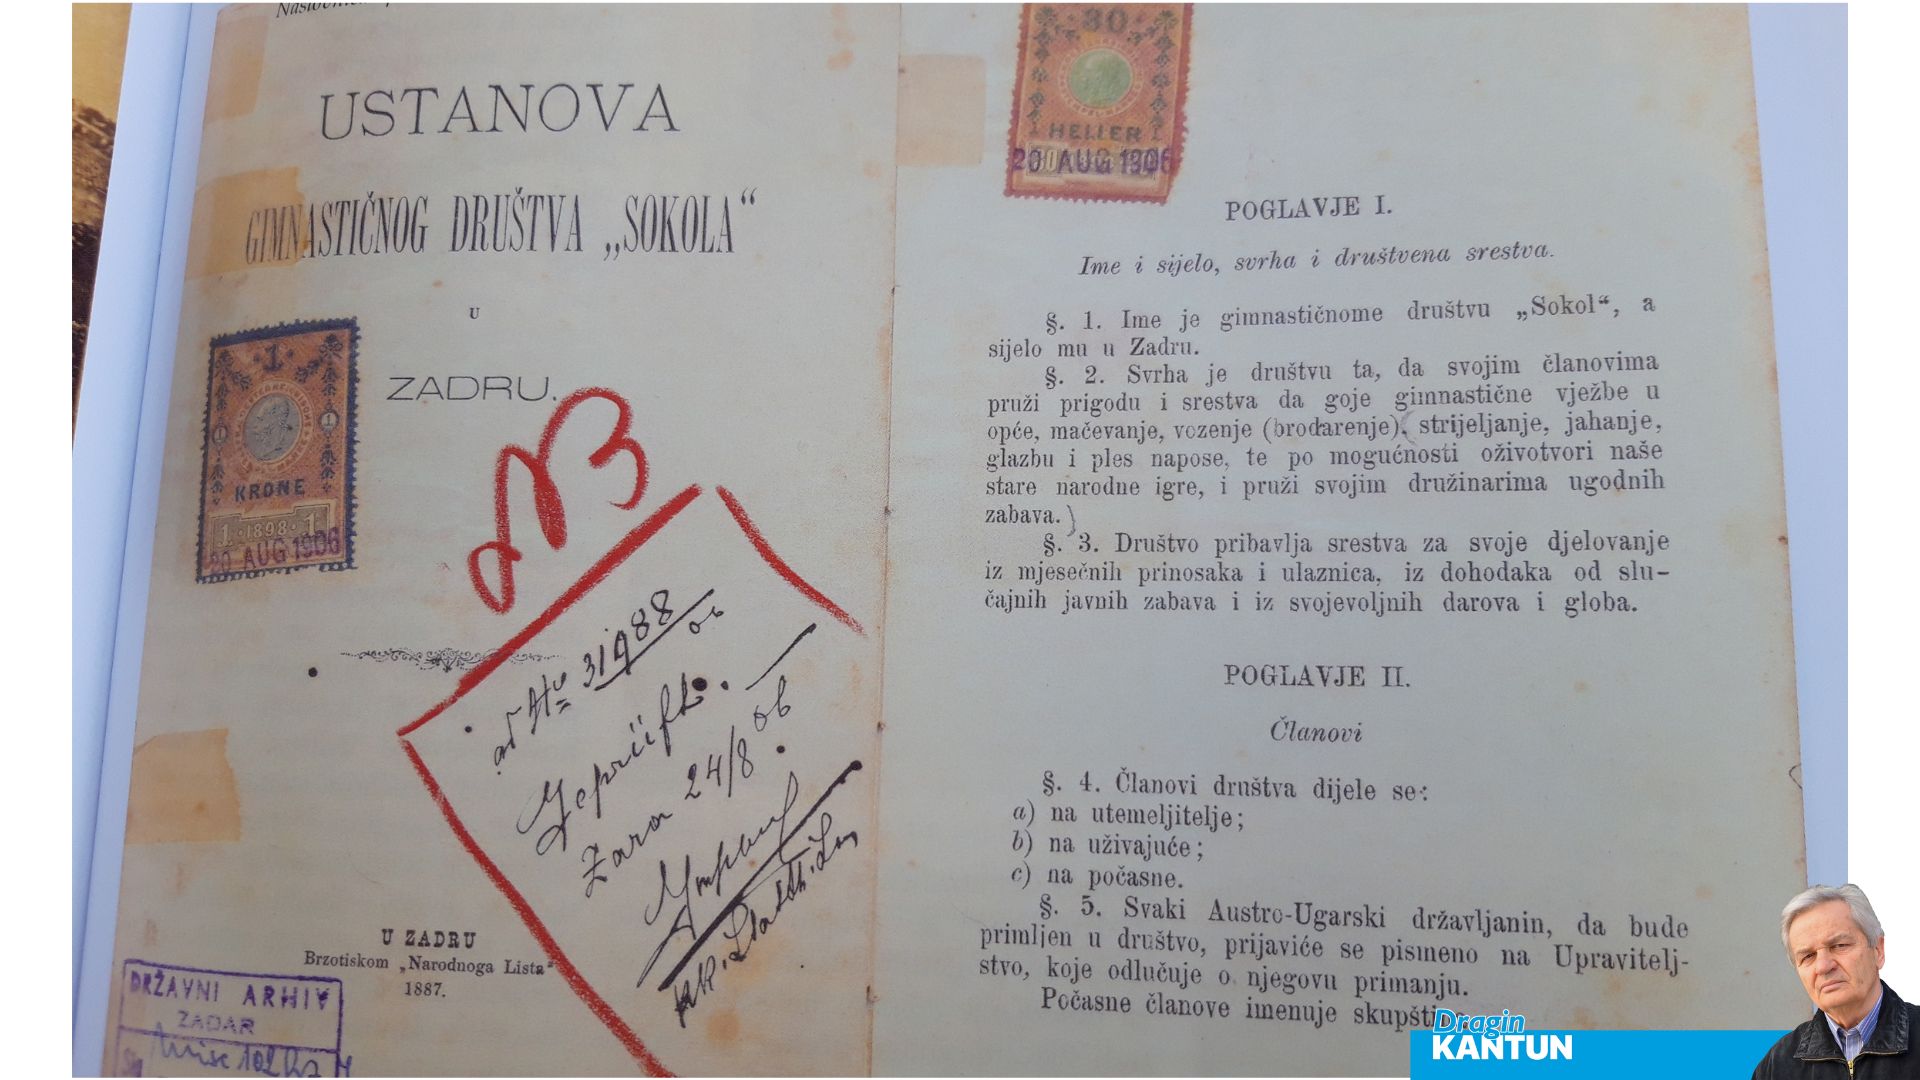 USTANOVA
GIMNASTIČNOG DRUŠTVA „SOKOLA“
U
ZADRU.
1
KRONE
1 · 1898 · 1
20 AUG 1906
31988
06
Geprüft
Zara 24/8 06
U ZADRU
Brzotiskom „Narodnoga Lista“
1887.
DRŽAVNI ARHIV
ZADAR
30
HELLER
20 AUG 1906
POGLAVJE I.
Ime i sijelo, svrha i društvena srestva.
§. 1. Ime je gimnastičnome društvu „Sokol“, a
sijelo mu u Zadru.
§. 2. Svrha je društvu ta, da svojim članovima
pruži prigodu i srestva da goje gimnastične vježbe u
opće, mačevanje, vozenje (brodarenje), strijeljanje, jahanje,
glazbu i ples napose, te po mogućnosti oživotvori naše
stare narodne igre, i pruži svojim družinarima ugodnih
zabava.
§. 3. Društvo pribavlja srestva za svoje djelovanje
iz mjesečnih prinosaka i ulaznica, iz dohodaka od slu-
čajnih javnih zabava i iz svojevoljnih darova i globa.
POGLAVJE II.
Članovi
§. 4. Članovi društva dijele se:
a) na utemeljitelje;
b) na uživajuće;
c) na počasne.
§. 5. Svaki Austro-Ugarski državljanin, da bude
primljen u društvo, prijaviće se pismeno na Upravitelj-
stvo, koje odlučuje o njegovu primanju.
Počasne članove imenuje
Dragin
KANTUN